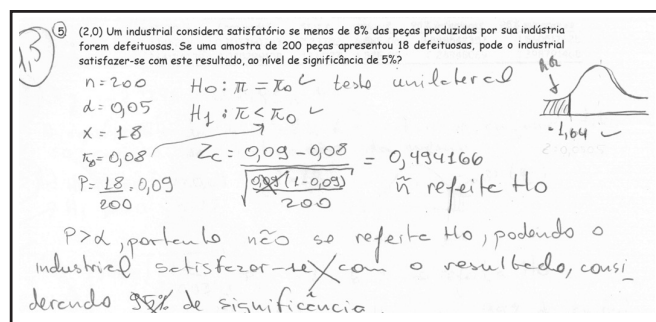 1,3
5 (2,0) Um industrial considera satisfatório se menos de 8% das peças produzidas por sua indústria
forem defeituosas. Se uma amostra de 200 peças apresentou 18 defeituosas, pode o industrial
satisfazer-se com este resultado, ao nível de significância de 5%?
n = 200 H0: π = π0 teste unilateral
α = 0,05 H1: π < π0
x = 18 -1,64
π0 = 0,08 Zc = 0,09 - 0,08 = 0,494166
P = 18 = 0,09 0,09 (1-0,09) ñ refeite H0
200 200
P>α, portanto não se refeite H0, podendo o
industrial satisfazer-se com o resultado, consi
derando 95% de significância.